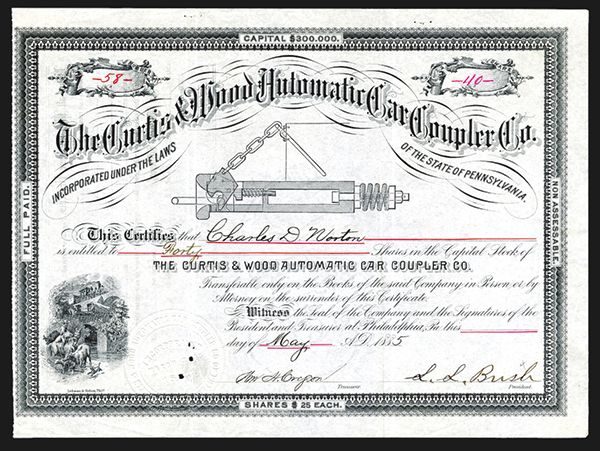 CAPITAL $300,000.
58
40
The Curtis & Wood Automatic Car Coupler Co.
INCORPORATED UNDER THE LAWS
OF THE STATE OF PENNSYLVANIA.
FULL PAID.
NON ASSESSABLE.
This Certifies that Charles D. Norton
is entitled to Forty Shares in the Capital Stock of
THE CURTIS & WOOD AUTOMATIC CAR COUPLER CO.
Transferable only on the Books of the said Company in Person or by
Attorney on the surrender of this Certificate.
Witness the Seal of the Company and the Signatures of the
President and Treasurer at Philadelphia, Pa. this
day of May A.D. 1885
Treasurer
L. L. Bush
President
SHARES $25 EACH.